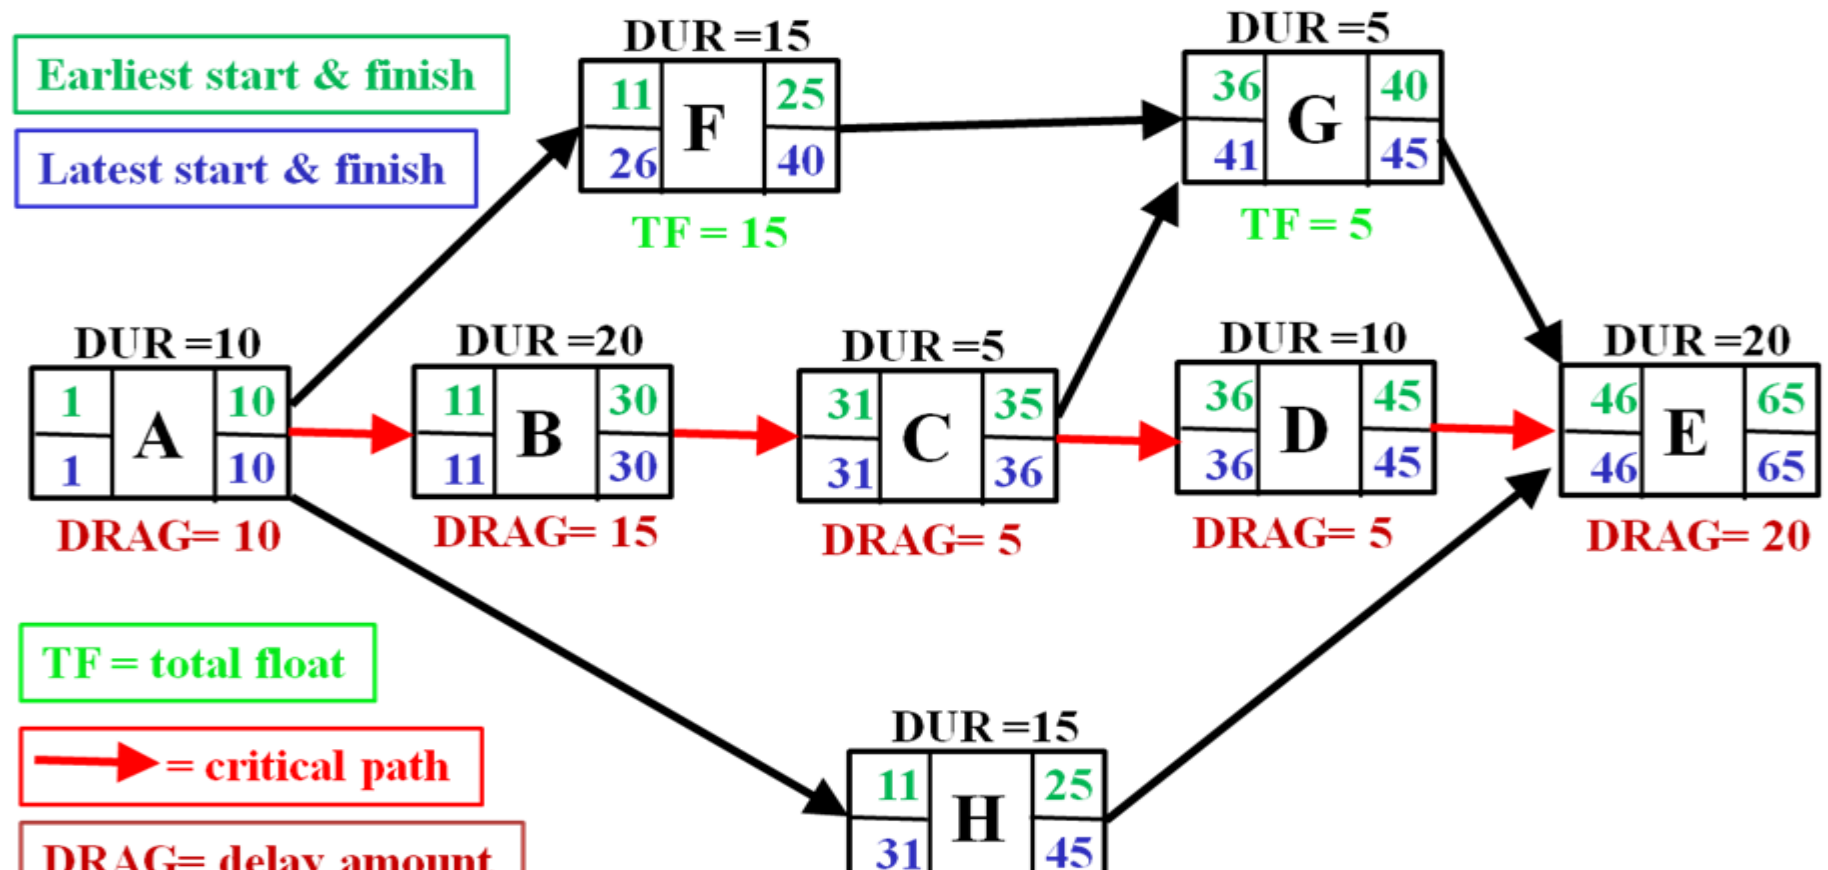 Earliest start & finish
Latest start & finish
DUR =15
11 F 25
26 40
TF = 15
DUR =5
36 G 40
41 45
TF = 5
DUR =10
1 A 10
1 10
DRAG= 10
DUR =20
11 B 30
11 30
DRAG= 15
DUR =5
31 C 35
31 36
DRAG= 5
DUR =10
36 D 45
36 45
DRAG= 5
DUR =20
46 E 65
46 65
DRAG= 20
TF = total float
= critical path
DRAG= delay amount
DUR =15
11 H 25
31 45